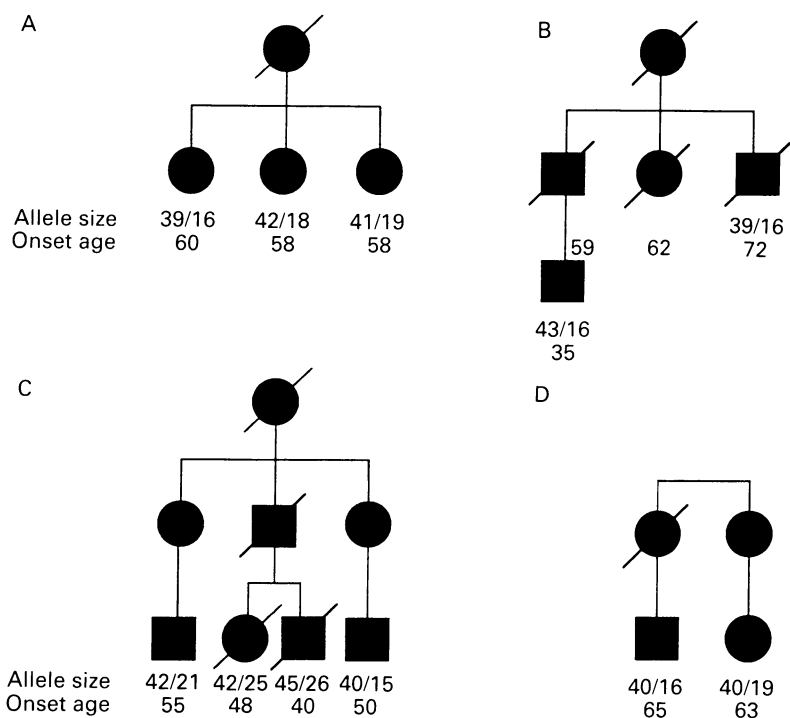 A
Allele size 39/16 42/18 41/19
Onset age 60 58 58
B
39/16
59 62 72
43/16
35
C
Allele size 42/21 42/25 45/26 40/15
Onset age 55 48 40 50
D
40/16 40/19
65 63